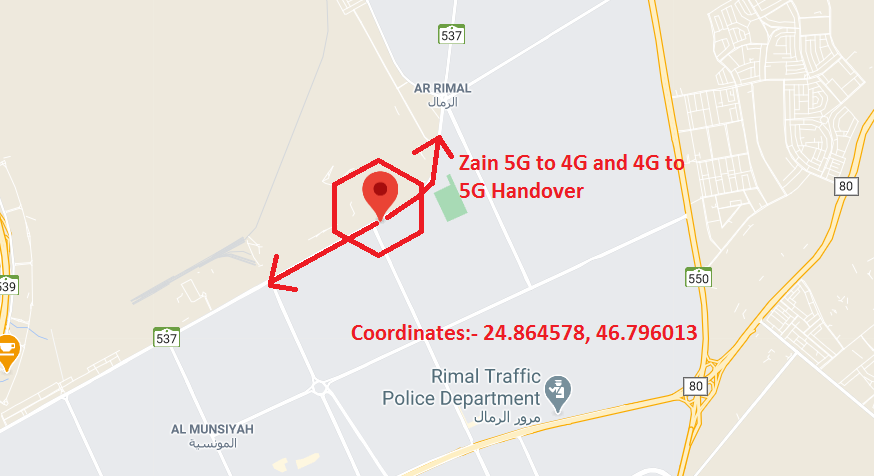 537
AR RIMAL
الرمال
Zain 5G to 4G and 4G to
5G Handover
80
550
539
537
Coordinates:- 24.864578, 46.796013
Rimal Traffic
Police Department
مرور الرمال
80
AL MUNSIYAH
المونسية